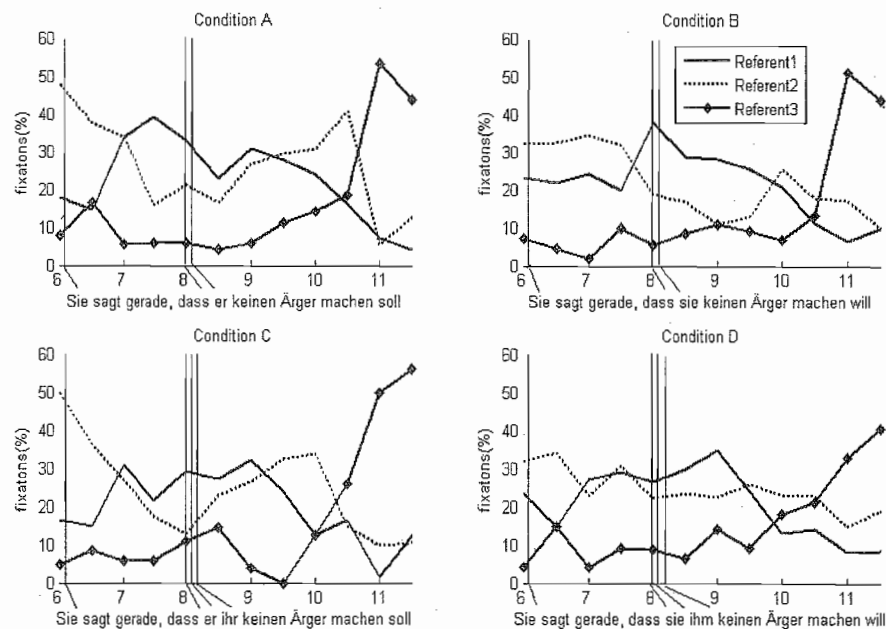 Condition A
60
50
40
30
20
10
0
fixatons(%)
6 7 8 9 10 11
Sie sagt gerade, dass er keinen Ärger machen soll
Condition B
Referent1
Referent2
Referent3
60
50
40
30
20
10
0
fixatons(%)
6 7 8 9 10 11
Sie sagt gerade, dass sie keinen Ärger machen will
Condition C
60
50
40
30
20
10
0
fixatons(%)
6 7 8 9 10 11
Sie sagt gerade, dass er ihr keinen Ärger machen soll
Condition D
60
50
40
30
20
10
0
fixatons(%)
6 7 8 9 10 11
Sie sagt gerade, dass sie ihm keinen Ärger machen will